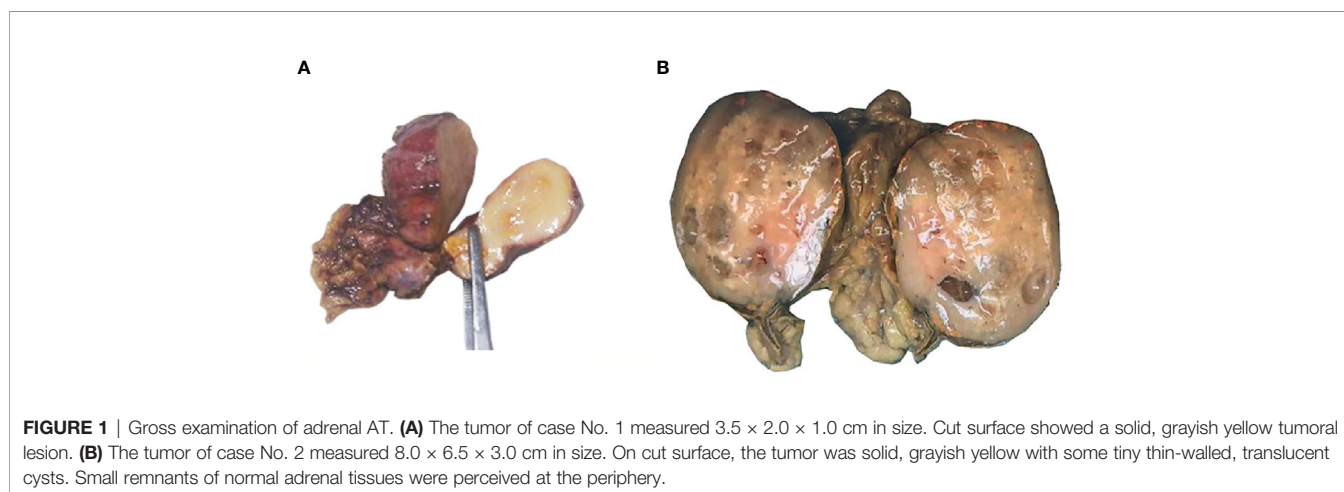 A
B
FIGURE 1 | Gross examination of adrenal AT. (A) The tumor of case No. 1 measured 3.5 × 2.0 × 1.0 cm in size. Cut surface showed a solid, grayish yellow tumoral
lesion. (B) The tumor of case No. 2 measured 8.0 × 6.5 × 3.0 cm in size. On cut surface, the tumor was solid, grayish yellow with some tiny thin-walled, translucent
cysts. Small remnants of normal adrenal tissues were perceived at the periphery.